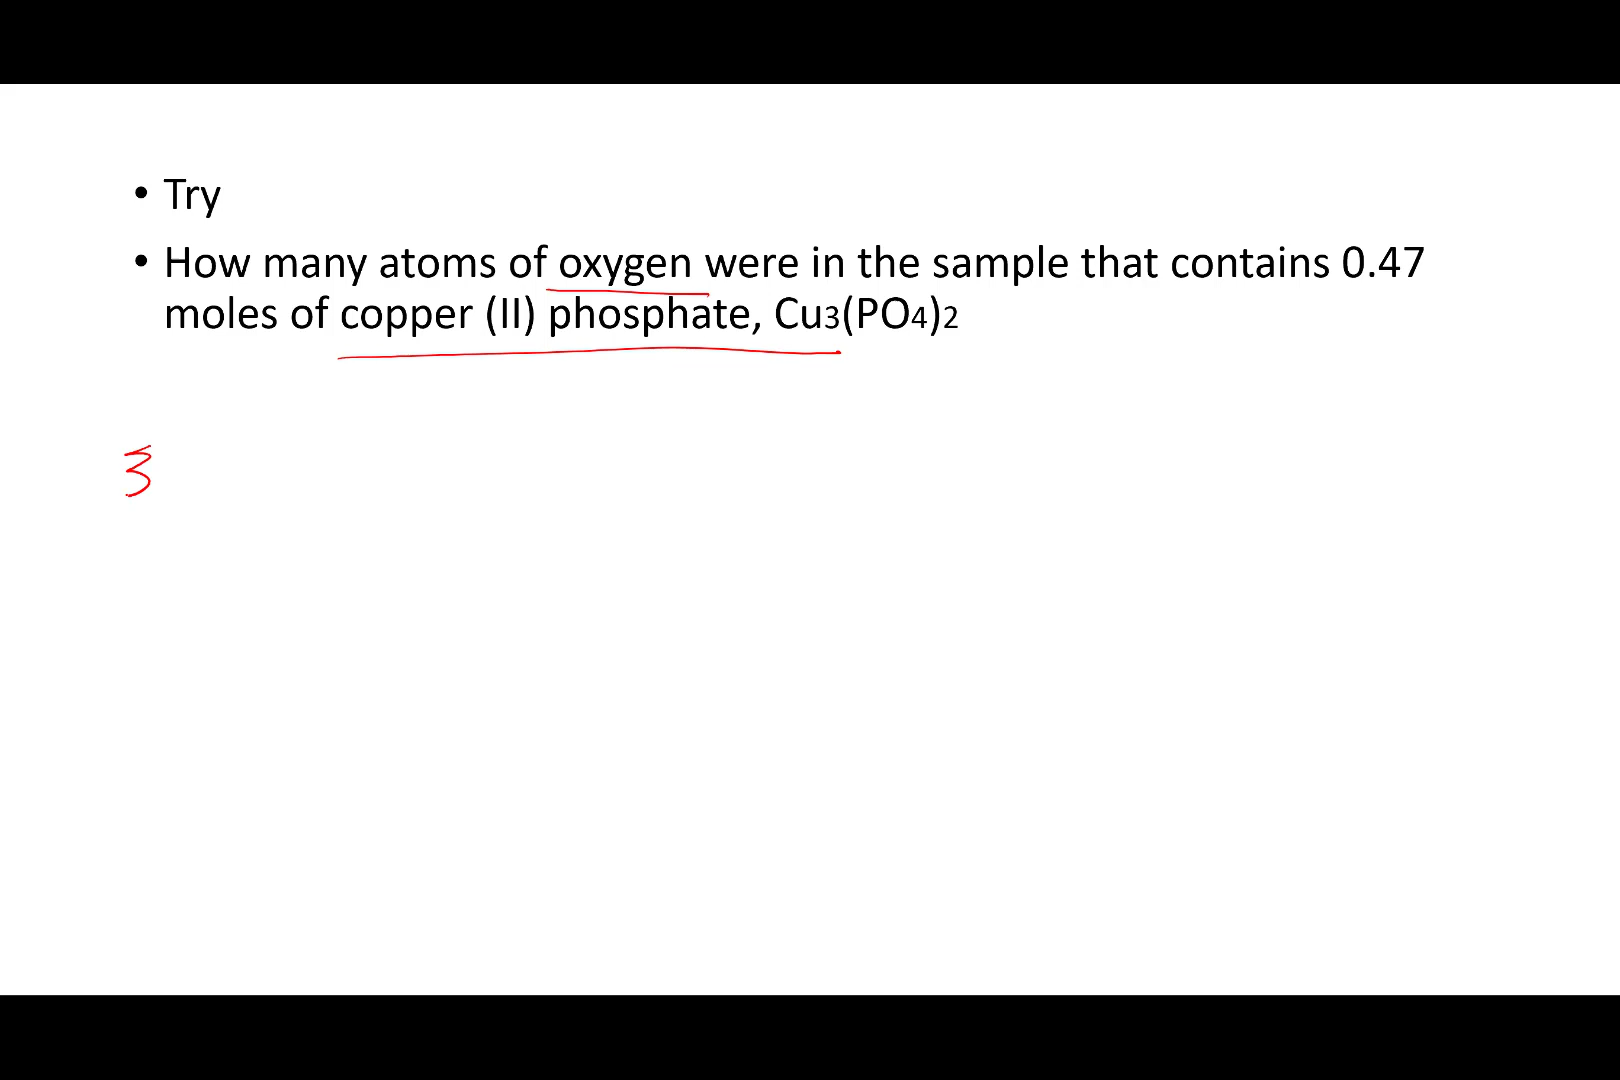 • Try
• How many atoms of oxygen were in the sample that contains 0.47
moles of copper (II) phosphate, Cu3(PO4)2
3